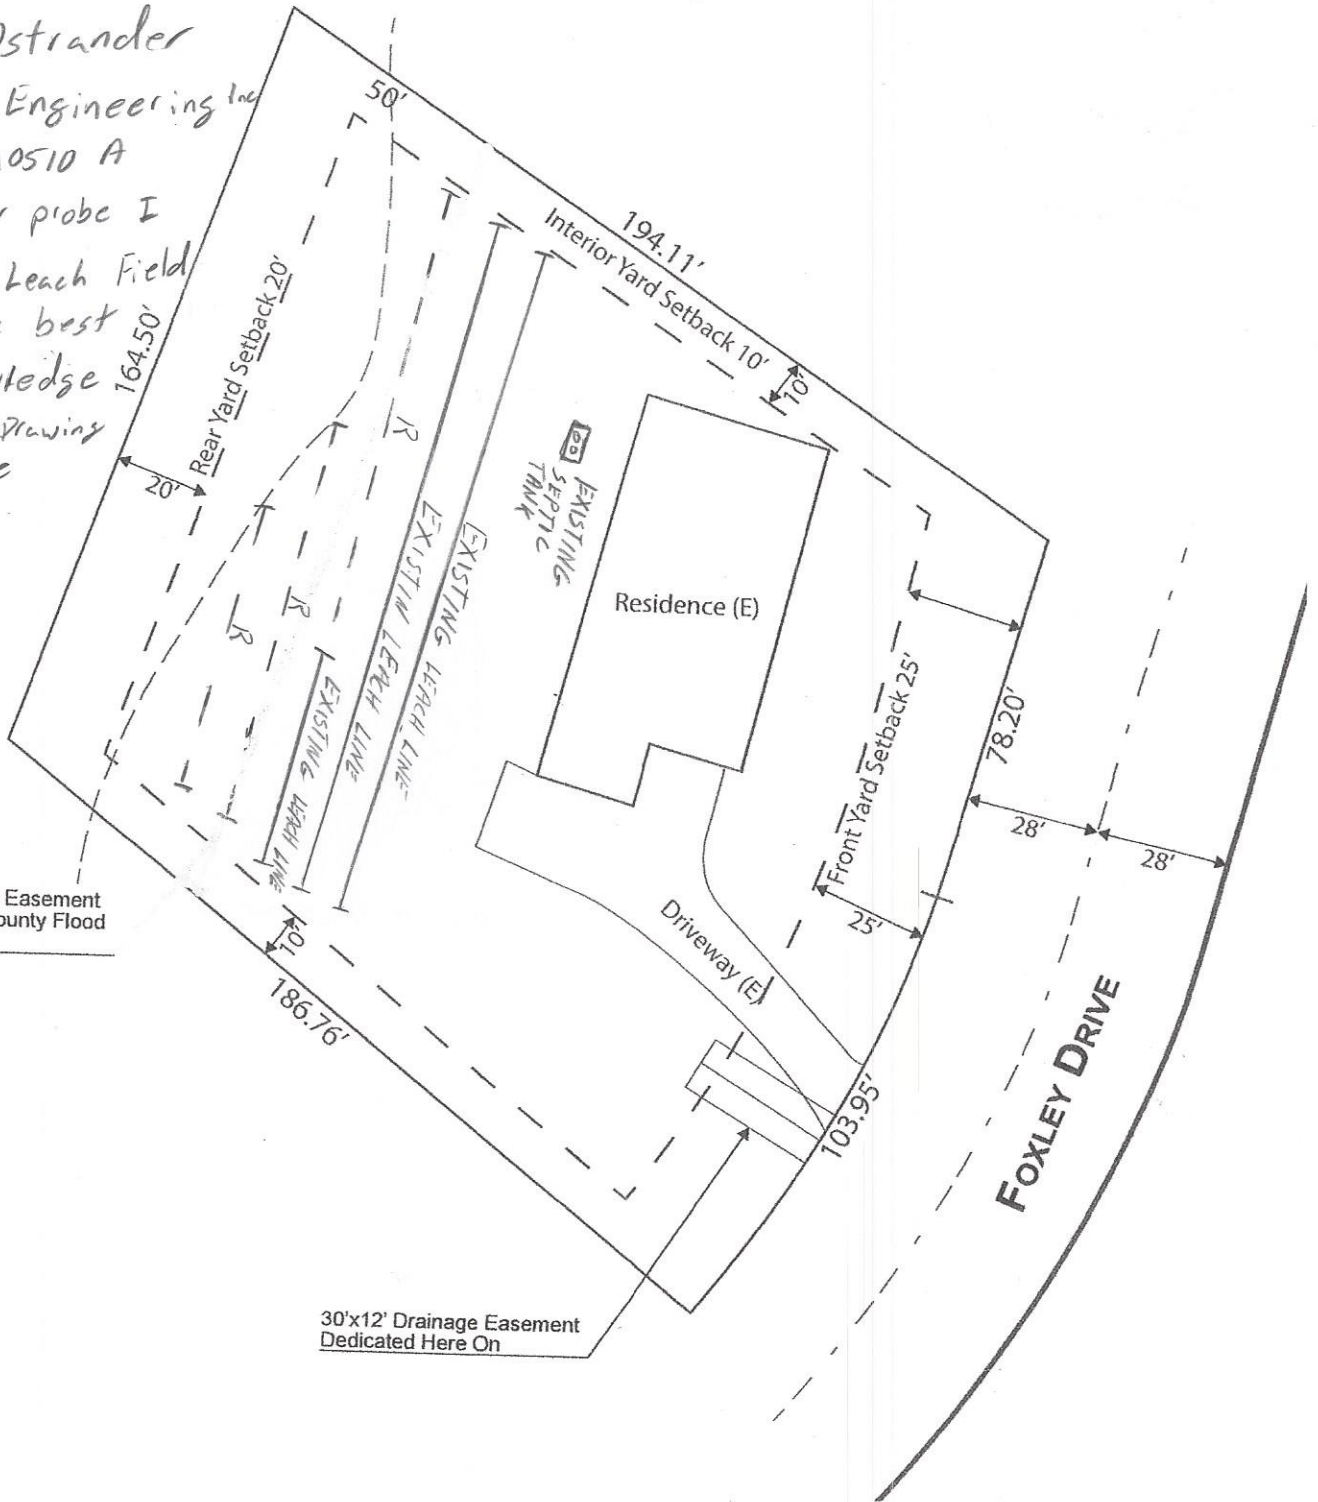 Ostrander
Engineering Inc
0510 A
probe I
Leach Field
best
Drawing
50'
194.11'
Interior Yard Setback 10'
10'
164.50'
Rear Yard Setback 20'
20'
R
R
R
EXISTING
SEPTIC
TANK
EXISTING LEACH LINE
EXISTIN LEACH LINE
EXISTING LEACH LINE
Residence (E)
Front Yard Setback 25'
78.20'
28'
28'
25'
Driveway (E)
Easement
ounty Flood
10'
186.76'
103.95'
FOXLEY DRIVE
30'x12' Drainage Easement
Dedicated Here On